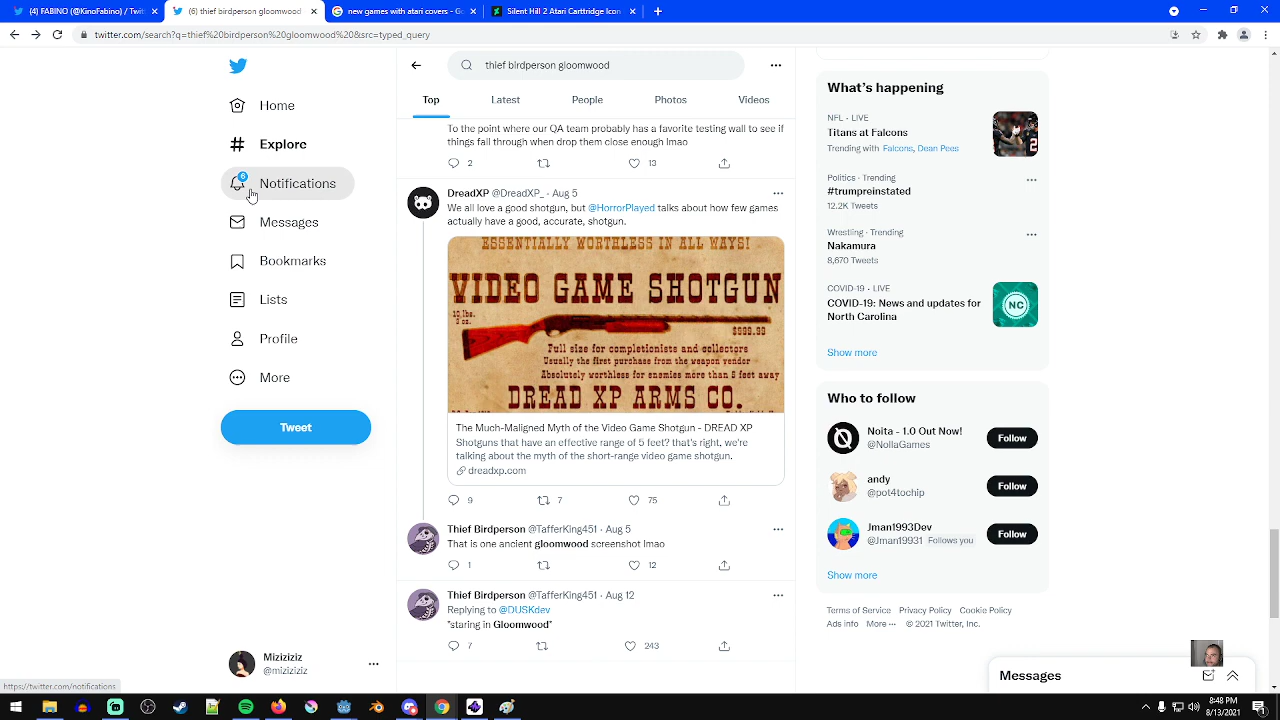 (4) FABINO (@Fabino) / Twitt
(6) thief birdperson gloomwood
new games with atari covers - Go
Silent Hill 2 Atari Cartridge Icon
twitter.com/search?q=thief%20birdperson%20gloomwood%20&src=typed_query
Home
Explore
6
Notifications
Messages
Bookmarks
Lists
Profile
More
Tweet
Miziziziz
@miziziziz
https://twitter.com/notifications
thief birdperson gloomwood
Top
Latest
People
Photos
Videos
To the point where our QA team probably has a favorite testing wall to see if
things fall through when drop them close enough lmao
2 13
DreadXP @DreadXP_ · Aug 5
We all love a good shotgun, but @HorrorPlayed talks about how few games
actually have a good, accurate, shotgun.
ESSENTIALLY WORTHLESS IN ALL WAYS!
VIDEO GAME SHOTGUN
10 lbs.
$999.99
Full size for completionists and collectors
Usually the first purchase from the weapon vendor
Absolutely worthless for enemies more than 5 feet away
DREAD XP ARMS CO.
The Much-Maligned Myth of the Video Game Shotgun - DREAD XP
Shotguns that have an effective range of 5 feet? that's right, we're
talking about the myth of the short-range video game shotgun.
dreadxp.com
9 7 75
Thief Birdperson @TafferKing451 · Aug 5
That is one ancient gloomwood screenshot lmao
1 12
Thief Birdperson @TafferKing451 · Aug 12
Replying to @DUSKdev
*staring in Gloomwood*
7 243
What's happening
NFL · LIVE
Titans at Falcons
Trending with Falcons, Dean Pees
Politics · Trending
#trumpreinstated
12.2K Tweets
Wrestling · Trending
Nakamura
8,670 Tweets
COVID-19 · LIVE
COVID-19: News and updates for
North Carolina
NC
Show more
Who to follow
Noita - 1.0 Out Now!
@NollaGames
Follow
andy
@pot4tochip
Follow
Jman1993Dev
@Jman19931 Follows you
Follow
Show more
Terms of Service Privacy Policy Cookie Policy
Ads info More ··· © 2021 Twitter, Inc.
Messages
8:48 PM
8/13/2021